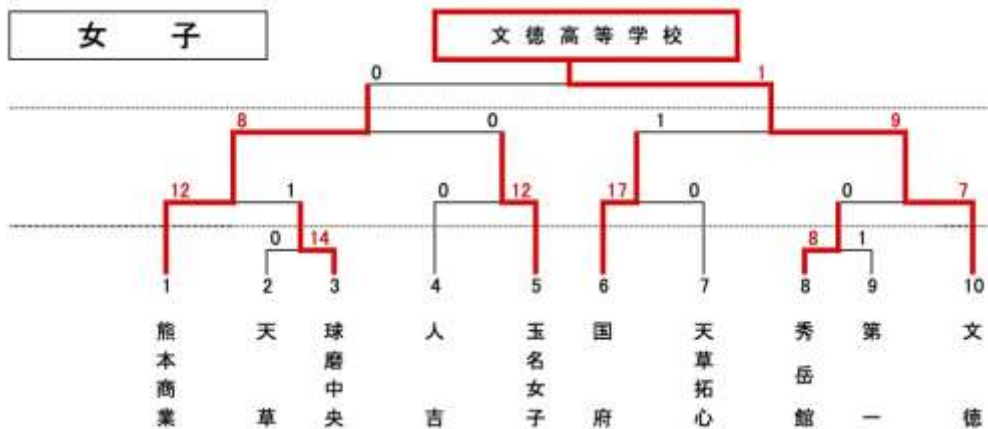 女 子
文徳高等学校
0 1
8 0 1 9
12 1 0 12 17 0 0 7
0 14 8 1
1 2 3 4 5 6 7 8 9 10
熊本商業
天草
球磨中央
人吉
玉名女子
国府
天草拓心
秀岳館
第一
文徳